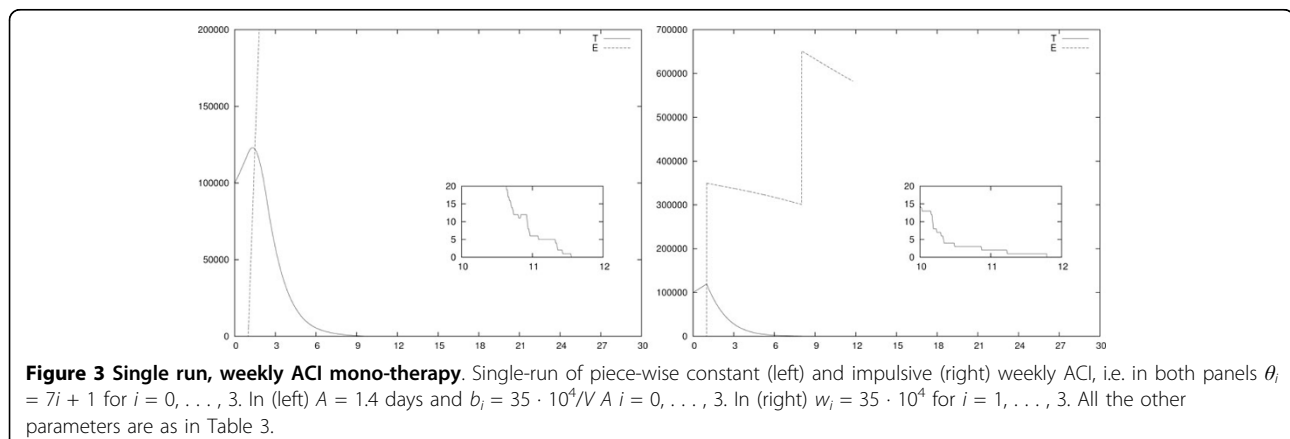 200000
150000
100000
50000
0
0 3 6 9 12 15 18 21 24 27 30
T
E
20
15
10
5
0
10 11 12
700000
600000
500000
400000
300000
200000
100000
0
0 3 6 9 12 15 18 21 24 27 30
T
E
20
15
10
5
0
10 11 12
Figure 3 Single run, weekly ACI mono-therapy. Single-run of piece-wise constant (left) and impulsive (right) weekly ACI, i.e. in both panels θi
= 7i + 1 for i = 0, . . . , 3. In (left) A = 1.4 days and bi = 35 · 10⁴/V A i = 0, . . . , 3. In (right) wi = 35 · 10⁴ for i = 1, . . . , 3. All the other
parameters are as in Table 3.